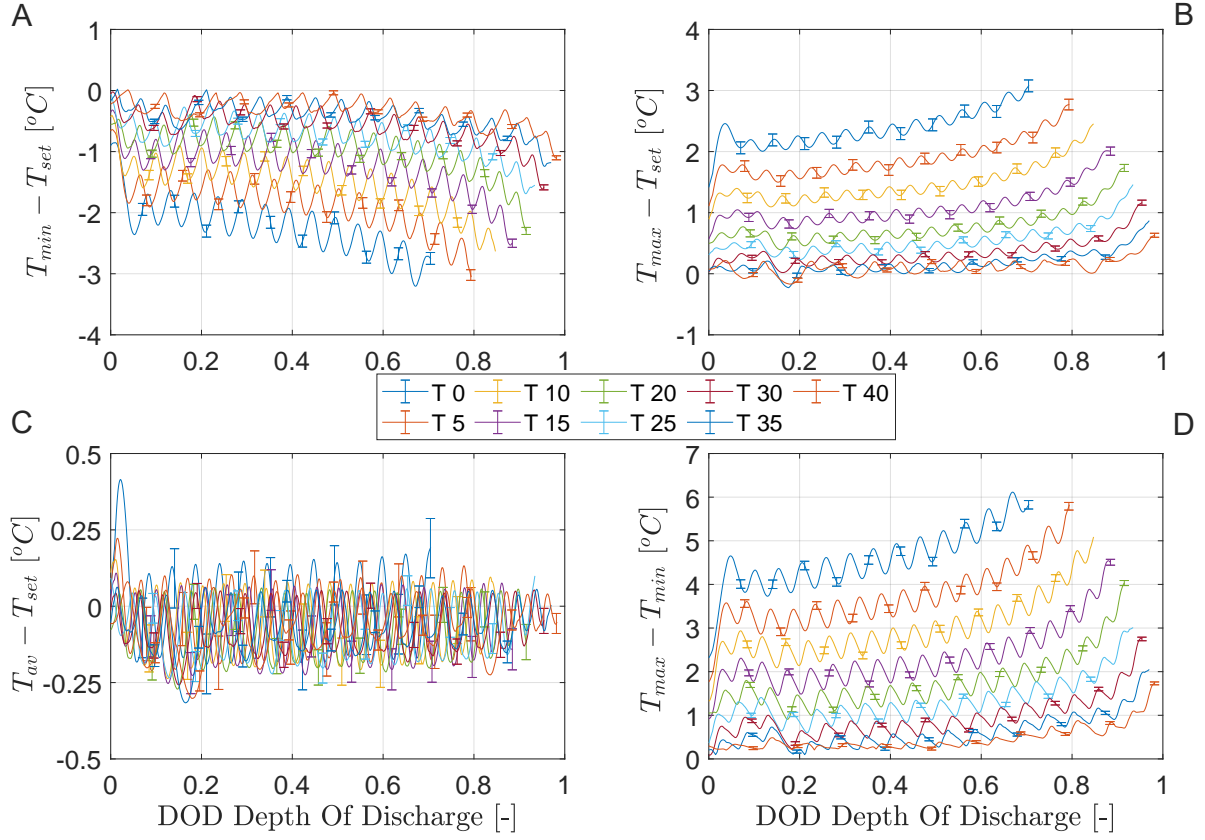 A
B
1
0
-1
-2
-3
-4
T_min − T_set [°C]
0 0.2 0.4 0.6 0.8 1
4
3
2
1
0
-1
T_max − T_set [°C]
0 0.2 0.4 0.6 0.8 1
T 0 T 10 T 20 T 30 T 40
T 5 T 15 T 25 T 35
C
D
0.5
0.25
0
-0.25
-0.5
T_av − T_set [°C]
0 0.2 0.4 0.6 0.8 1
DOD Depth Of Discharge [-]
7
6
5
4
3
2
1
0
T_max − T_min [°C]
0 0.2 0.4 0.6 0.8 1
DOD Depth Of Discharge [-]